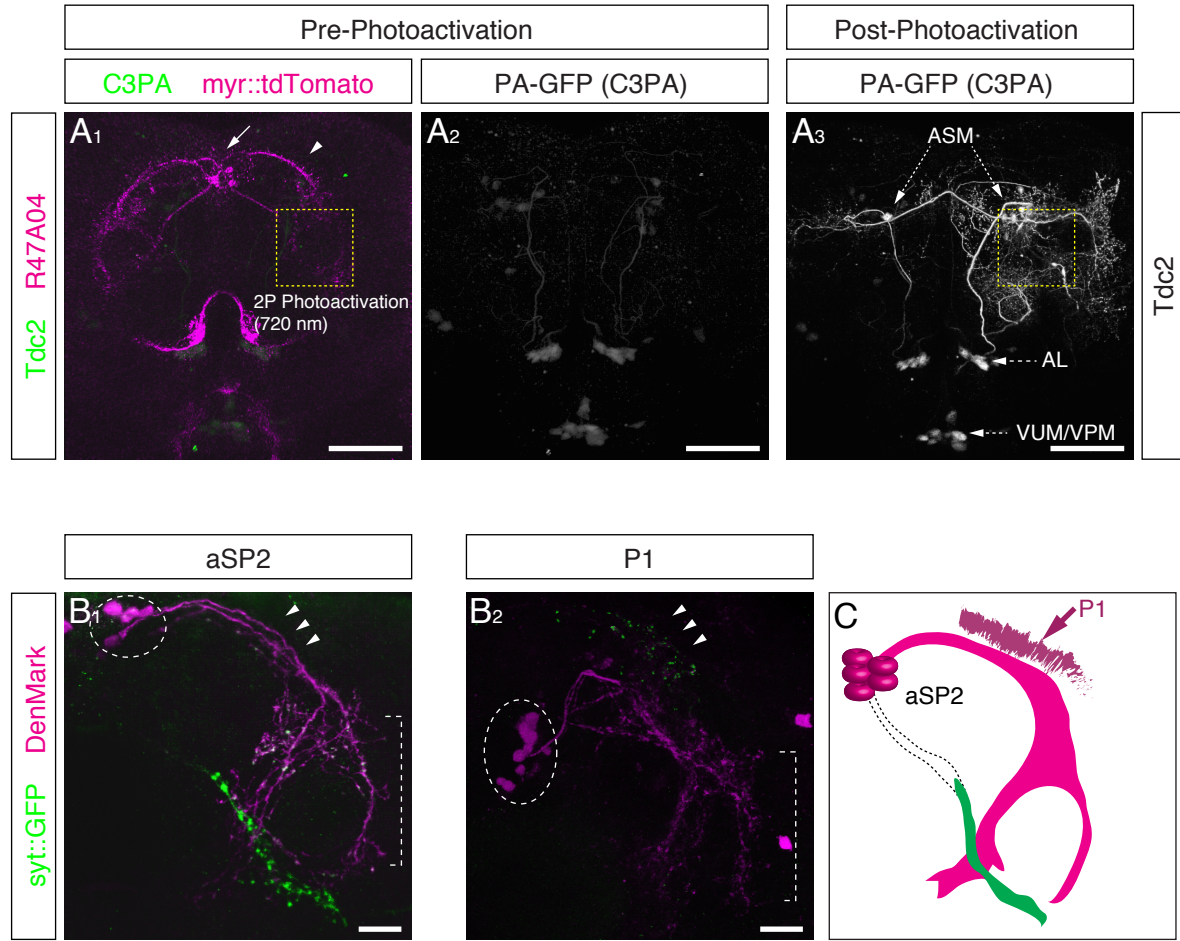 Pre-Photoactivation
Post-Photoactivation
C3PA myr::tdTomato
PA-GFP (C3PA)
PA-GFP (C3PA)
Tdc2 R47A04
A1
2P Photoactivation
(720 nm)
A2
A3
ASM
AL
VUM/VPM
Tdc2
aSP2
P1
syt::GFP DenMark
B1
B2
C
P1
aSP2